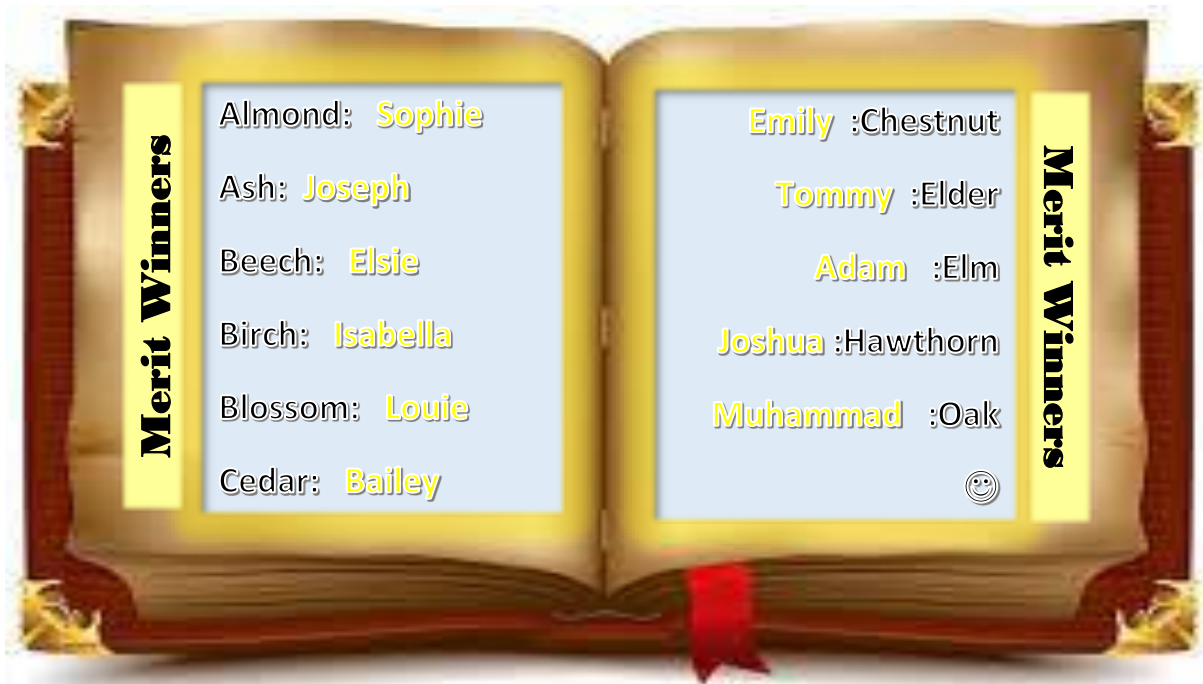 Merit Winners
Almond: Sophie
Ash: Joseph
Beech: Elsie
Birch: Isabella
Blossom: Louie
Cedar: Bailey
Emily :Chestnut
Tommy :Elder
Adam :Elm
Joshua :Hawthorn
Muhammad :Oak
☺
Merit Winners